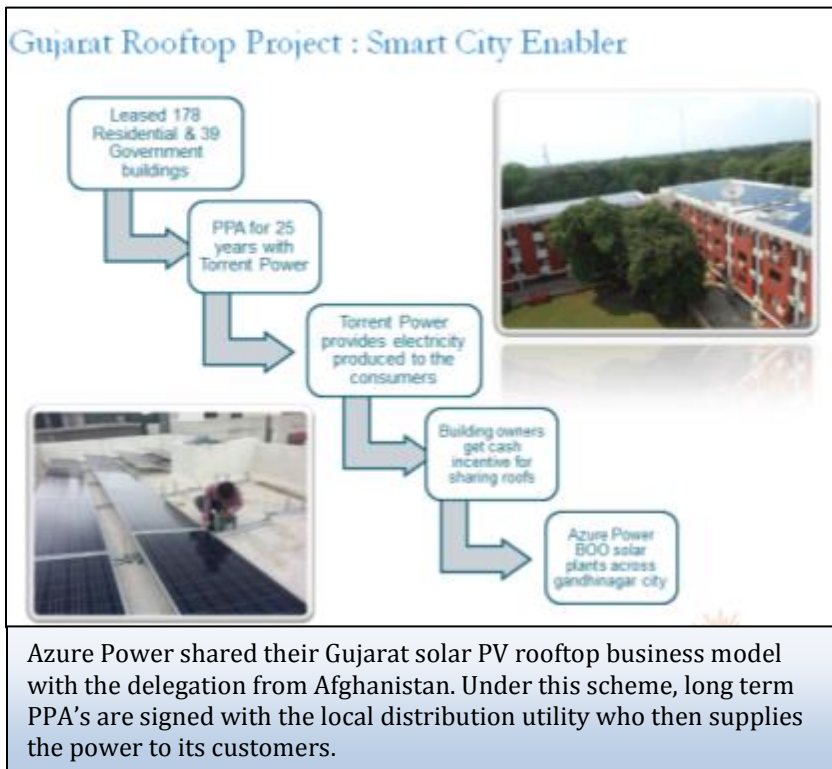 Gujarat Rooftop Project : Smart City Enabler
Leased 178
Residential & 39
Government
buildings
PPA for 25
years with
Torrent Power
Torrent Power
provides electricity
produced to the
consumers
Building owners
get cash
incentive for
sharing roofs
Azure Power
BOO solar
plants across
gandhinagar city
Azure Power shared their Gujarat solar PV rooftop business model
with the delegation from Afghanistan. Under this scheme, long term
PPA’s are signed with the local distribution utility who then supplies
the power to its customers.